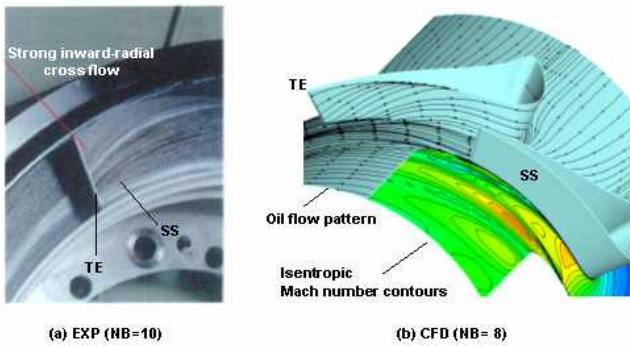 Strong inward-radial
cross flow
TE
SS
TE
SS
Oil flow pattern
Isentropic
Mach number contours
(a) EXP (NB=10)
(b) CFD (NB= 8)